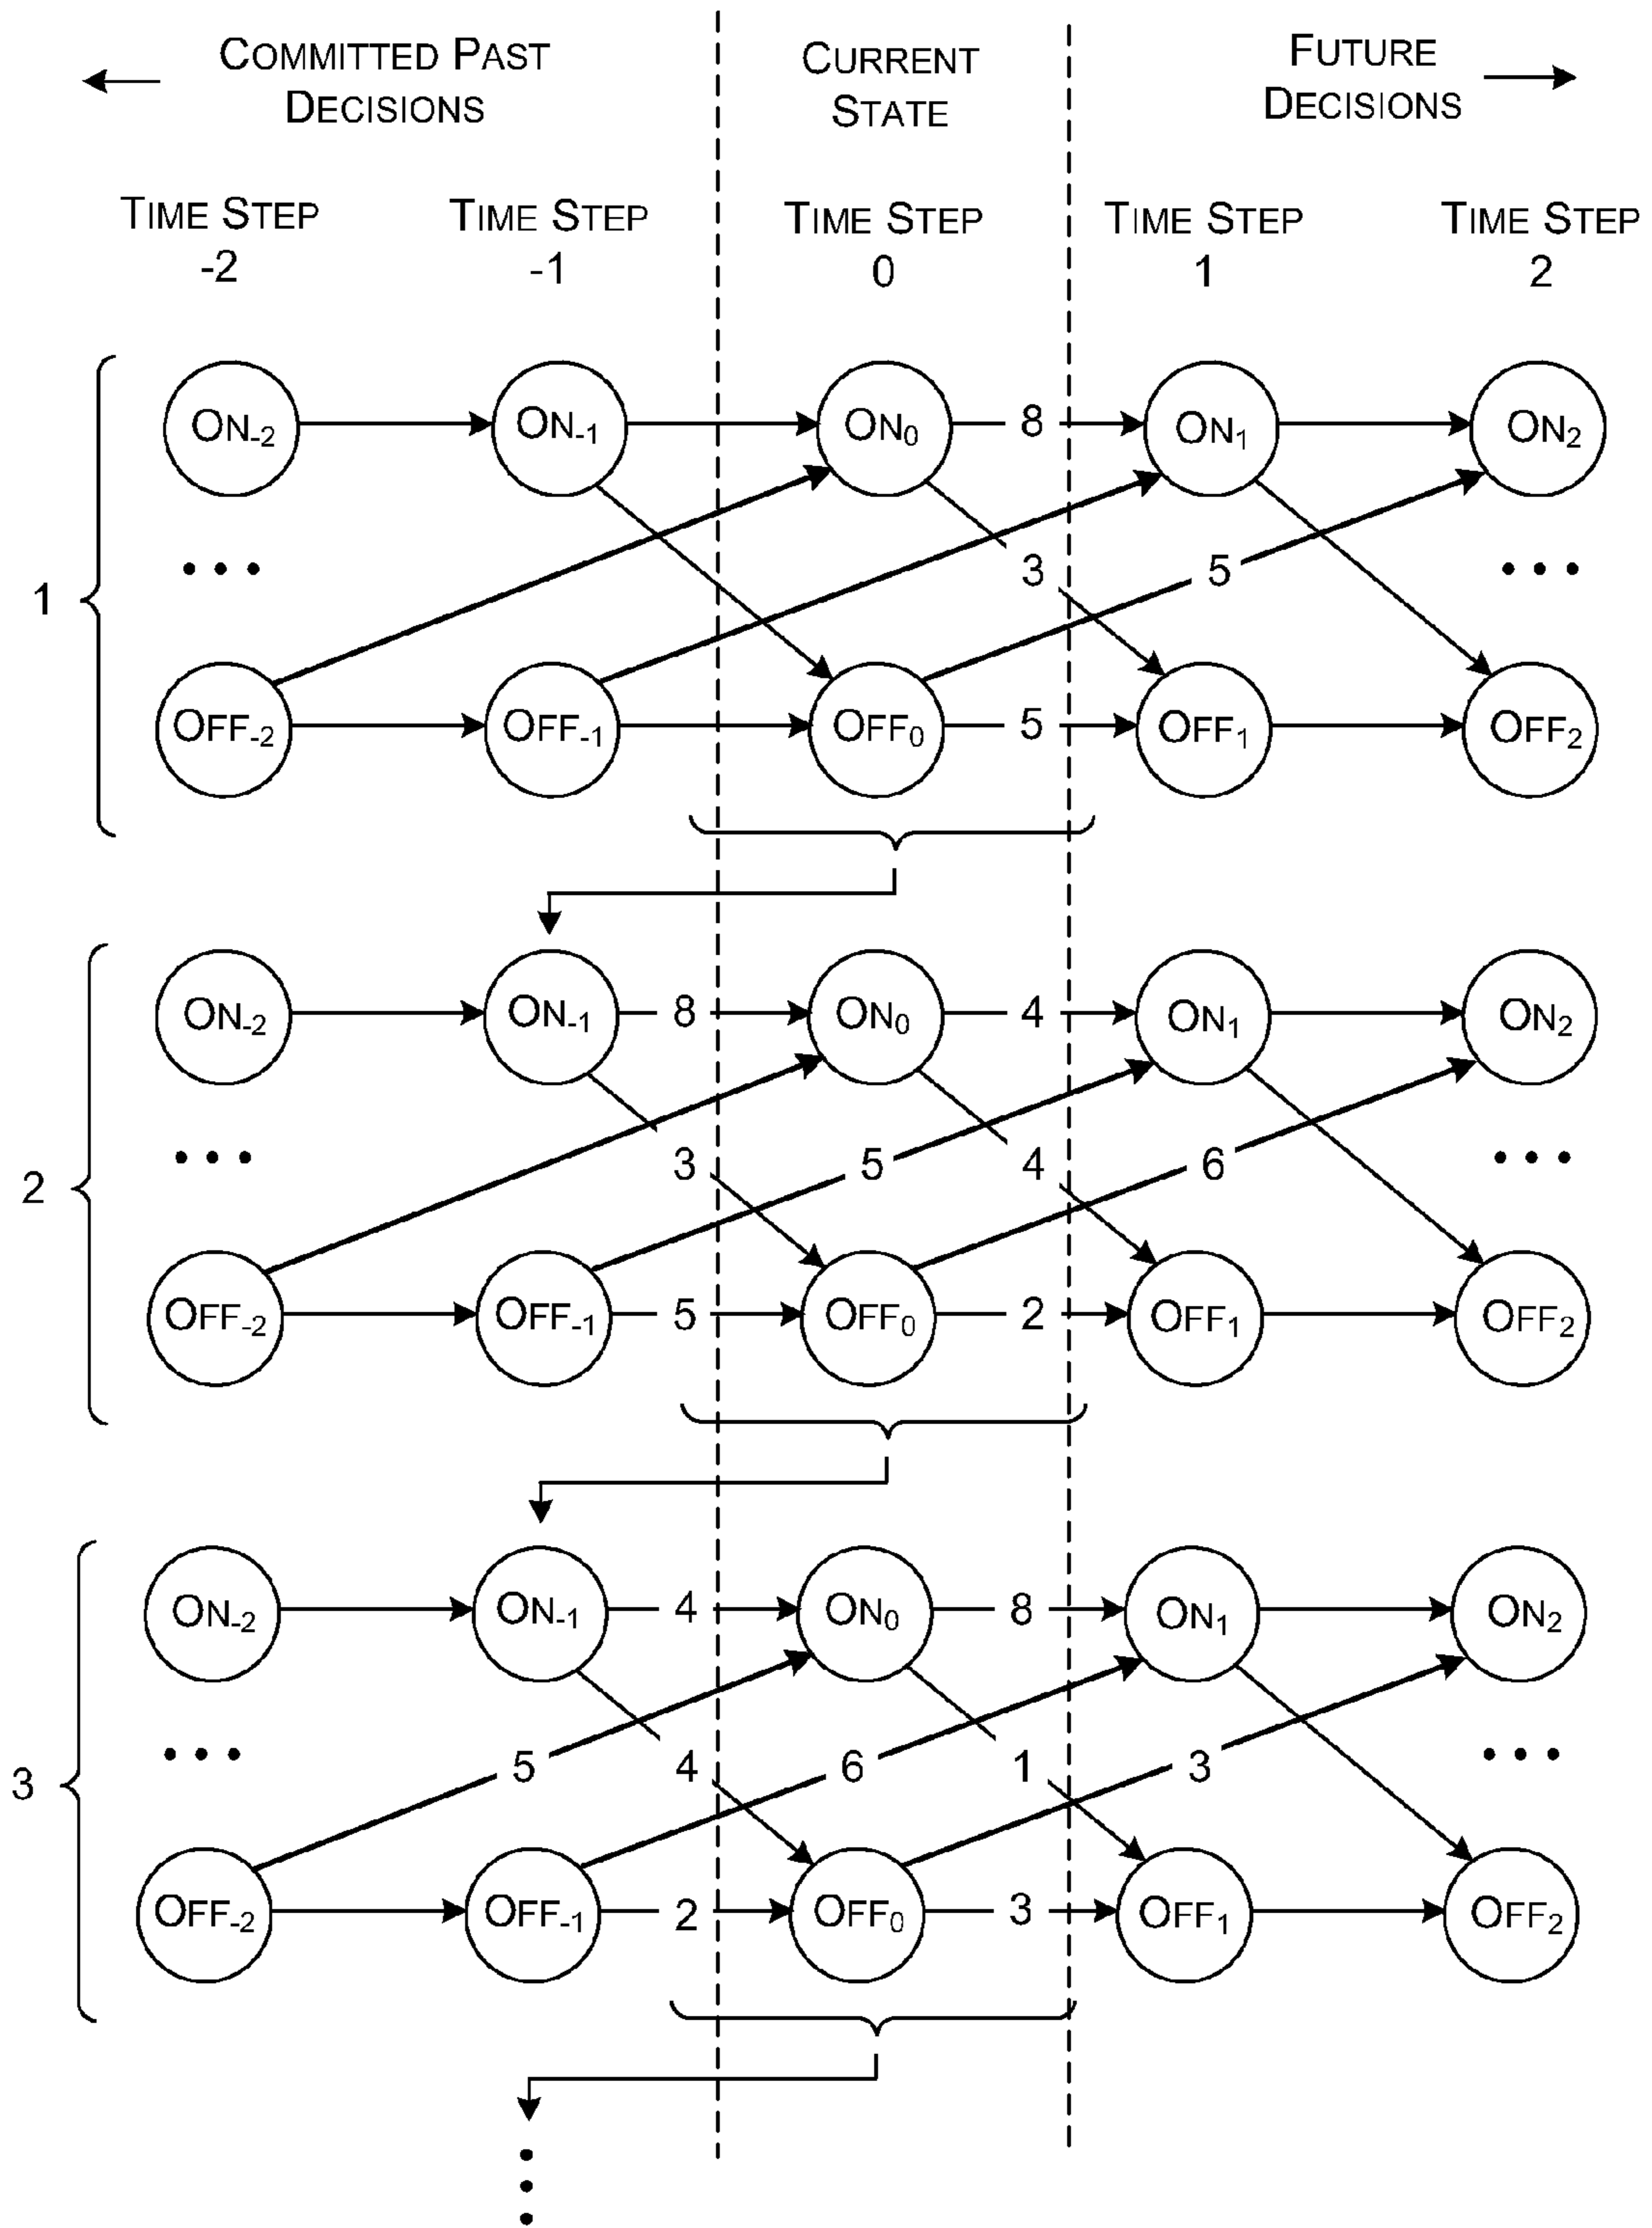 COMMITTED PAST
DECISIONS
CURRENT
STATE
FUTURE
DECISIONS
TIME STEP
-2
TIME STEP
-1
TIME STEP
0
TIME STEP
1
TIME STEP
2
1
ON-2
ON-1
ON0
8
ON1
ON2
3
5
OFF-2
OFF-1
OFF0
5
OFF1
OFF2
2
ON-2
ON-1
8
ON0
4
ON1
ON2
3
5
4
6
OFF-2
OFF-1
5
OFF0
2
OFF1
OFF2
3
ON-2
ON-1
4
ON0
8
ON1
ON2
5
4
6
1
3
OFF-2
OFF-1
2
OFF0
3
OFF1
OFF2